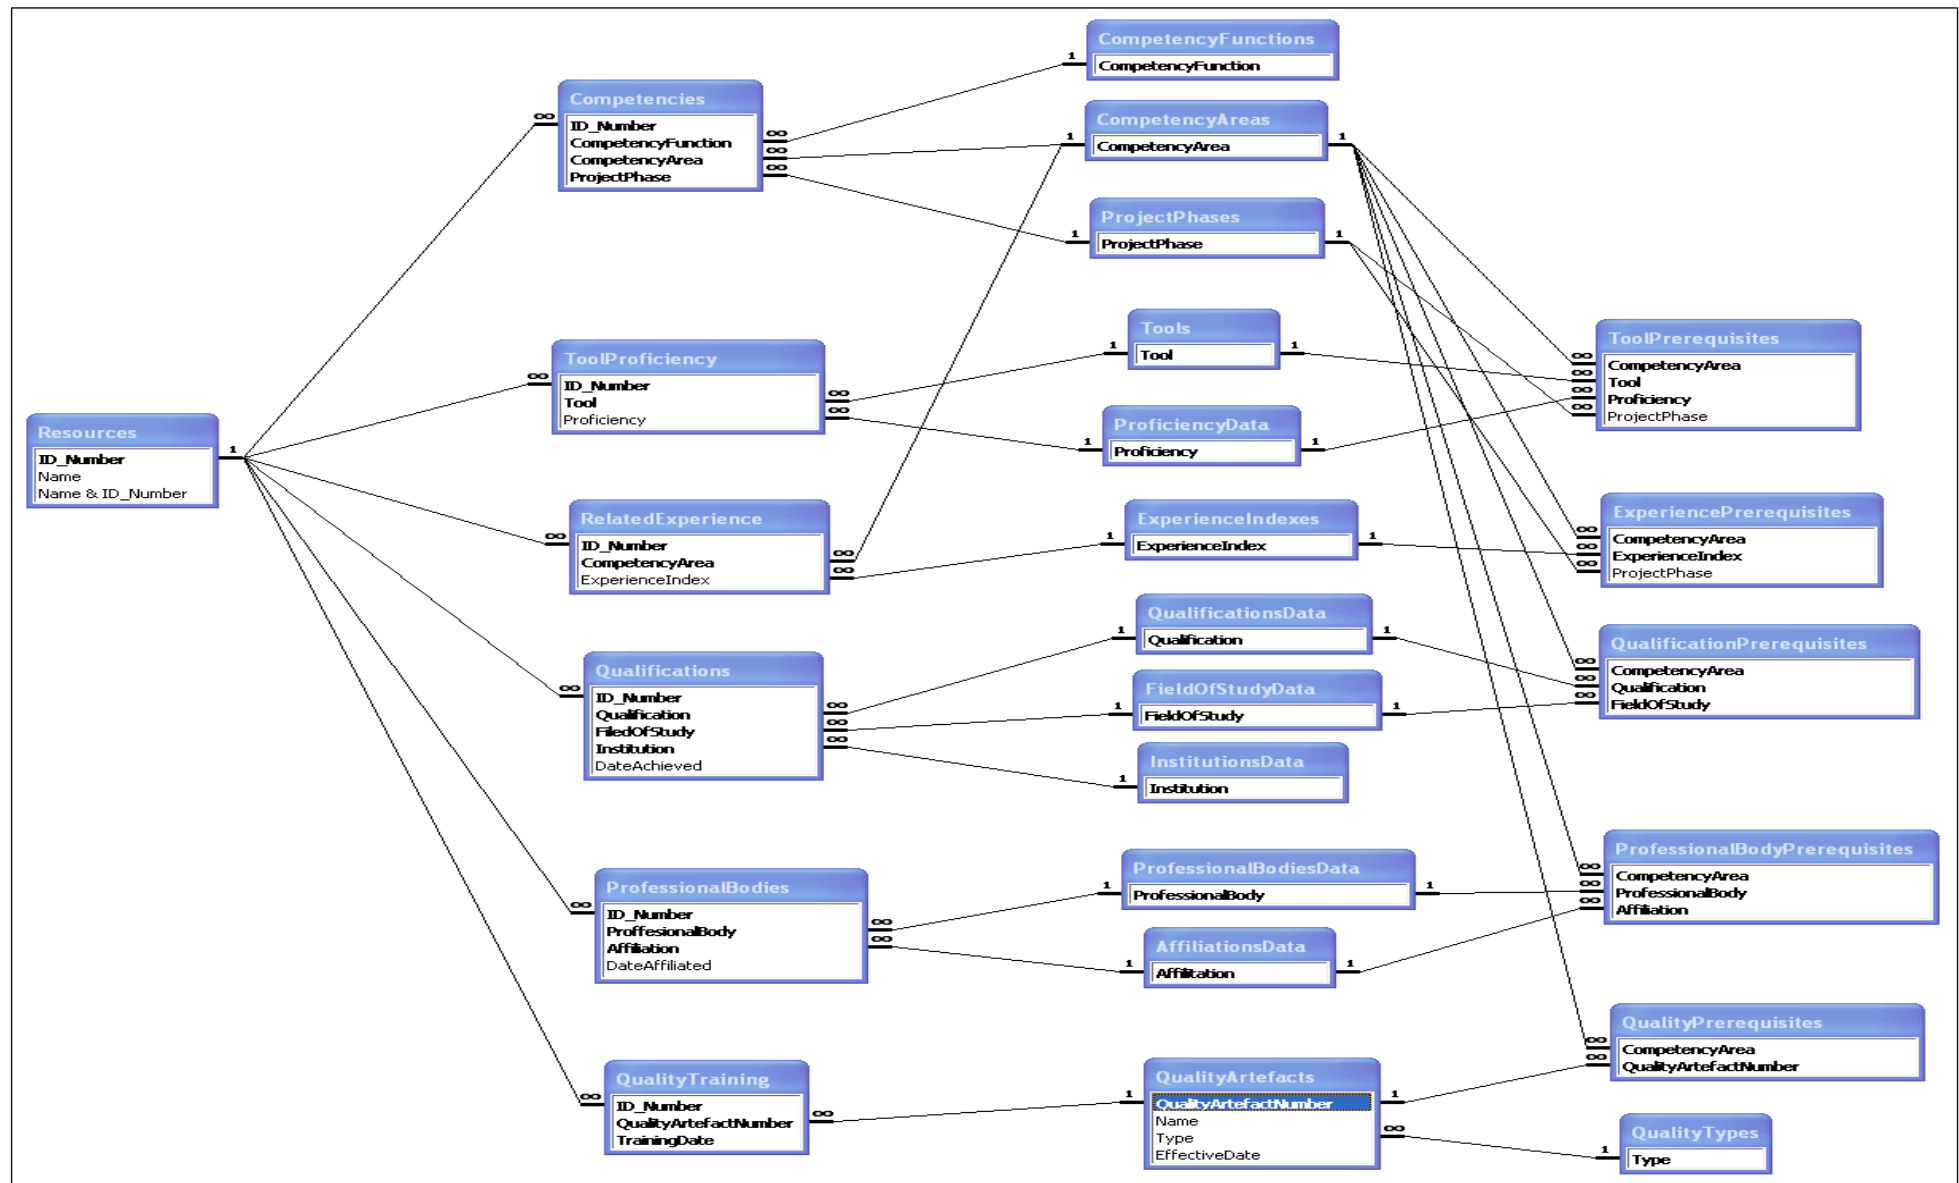 CompetencyFunctions
CompetencyFunction
Competencies
ID_Number
CompetencyFunction
CompetencyArea
ProjectPhase
CompetencyAreas
CompetencyArea
ProjectPhases
ProjectPhase
Tools
Tool
ToolPrerequisites
CompetencyArea
Tool
Proficiency
ProjectPhase
ToolProficiency
ID_Number
Tool
Proficiency
ProficiencyData
Proficiency
Resources
ID_Number
Name
Name & ID_Number
RelatedExperience
ID_Number
CompetencyArea
ExperienceIndex
ExperienceIndexes
ExperienceIndex
ExperiencePrerequisites
CompetencyArea
ExperienceIndex
ProjectPhase
QualificationsData
Qualification
QualificationPrerequisites
CompetencyArea
Qualification
FieldOfStudy
Qualifications
ID_Number
Qualification
FiledOfStudy
Institution
DateAchieved
FieldOfStudyData
FieldOfStudy
InstitutionsData
Institution
ProfessionalBodiesData
ProfessionalBody
ProfessionalBodyPrerequisites
CompetencyArea
ProfessionalBody
Affiliation
ProfessionalBodies
ID_Number
ProffesionalBody
Affiliation
DateAffiliated
AffiliationsData
Affilitation
QualityPrerequisites
CompetencyArea
QualityArtefactNumber
QualityTraining
ID_Number
QualityArtefactNumber
TrainingDate
QualityArtefacts
QualityArtefactNumber
Name
Type
EffectiveDate
QualityTypes
Type